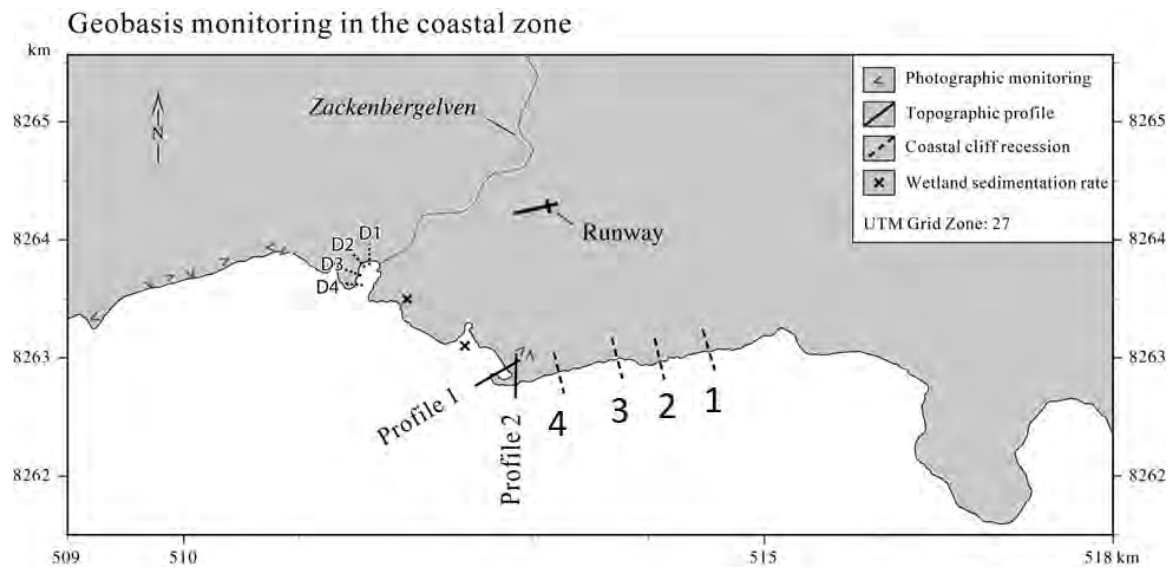 Geobasis monitoring in the coastal zone
km
Zackenbergelven
N
Photographic monitoring
Topographic profile
Coastal cliff recession
Wetland sedimentation rate
UTM Grid Zone: 27
8265
8265
Runway
8264
8264
D1
D2
D3
D4
8263
8263
Profile 1
Profile 2
4
3
2
1
8262
8262
509
510
515
518 km